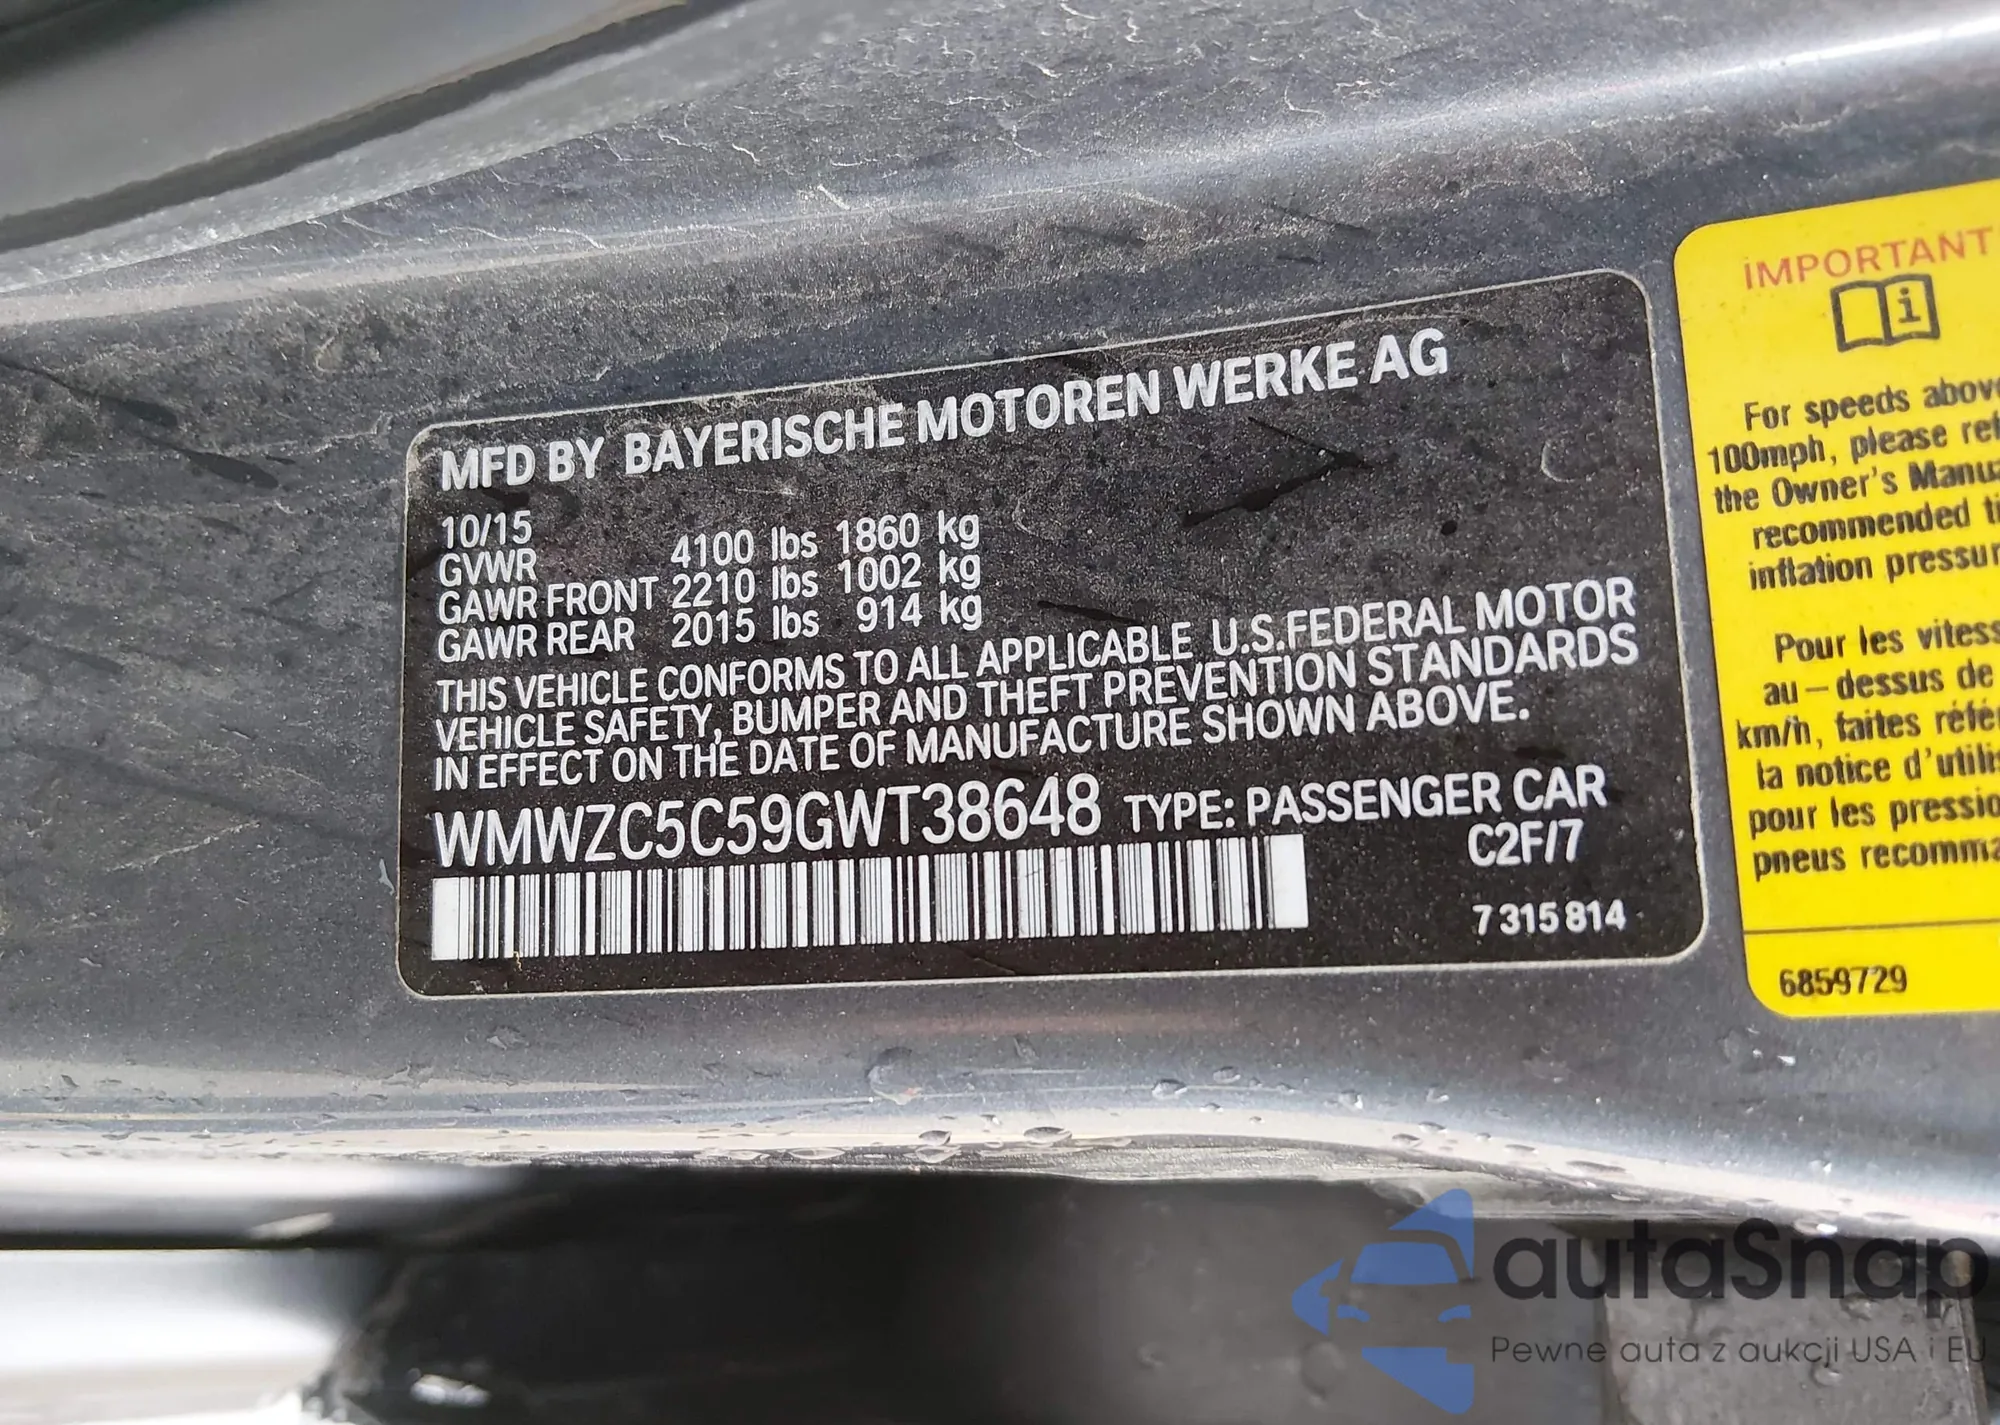 MFD BY BAYERISCHE MOTOREN WERKE AG
10/15
GVWR 4100 lbs 1860 kg
GAWR FRONT 2210 lbs 1002 kg
GAWR REAR 2015 lbs 914 kg
THIS VEHICLE CONFORMS TO ALL APPLICABLE U.S.FEDERAL MOTOR
VEHICLE SAFETY, BUMPER AND THEFT PREVENTION STANDARDS
IN EFFECT ON THE DATE OF MANUFACTURE SHOWN ABOVE.
WMWZC5C59GWT38648 TYPE: PASSENGER CAR
C2F/7
7 315 814
IMPORTANT
i
For speeds above
100mph, please
the Owner's
recommended
inflation
Pour les
au-dessus de
km/h, faites
la notice
pour les
pneus
6859729
autaSnap
Pewne auta z aukcji USA i EU